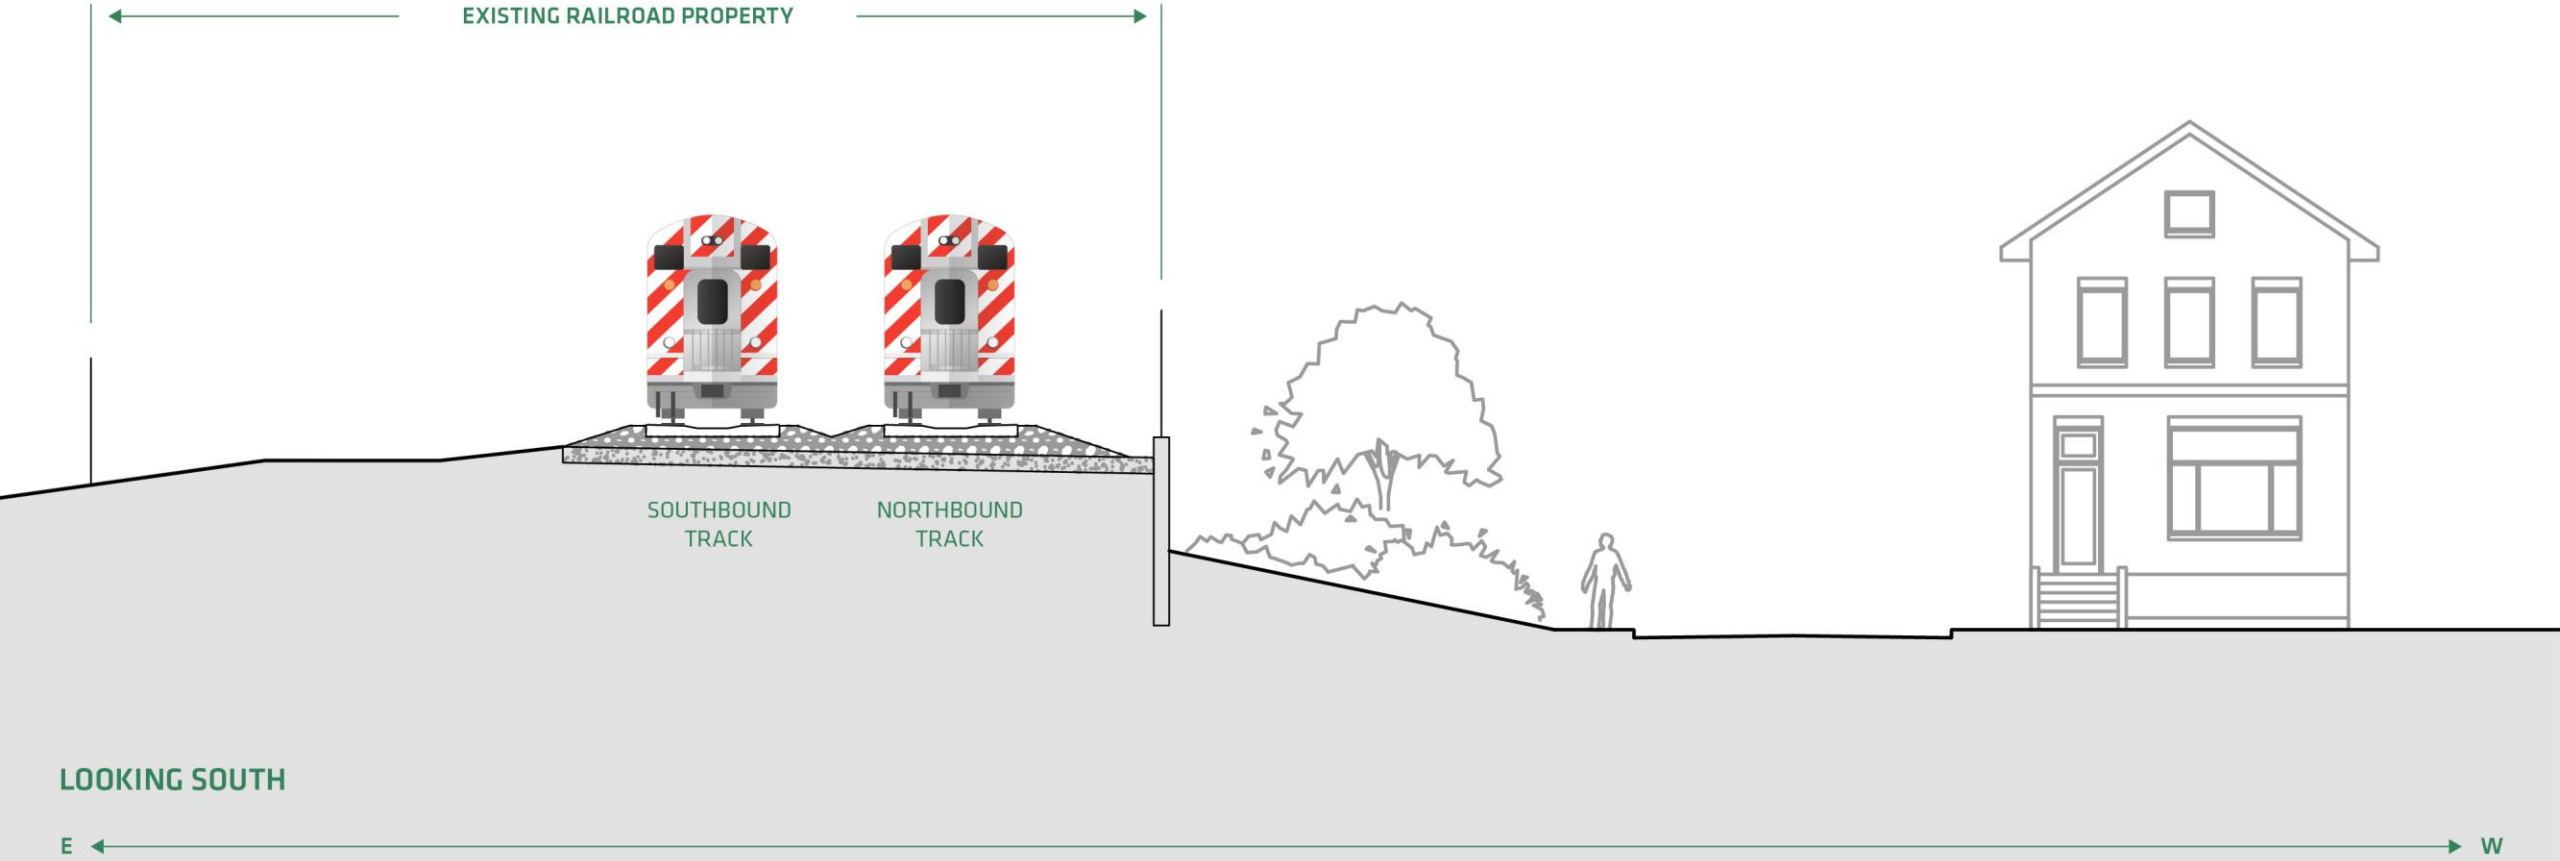 EXISTING RAILROAD PROPERTY
SOUTHBOUND
TRACK
NORTHBOUND
TRACK
LOOKING SOUTH
E
W